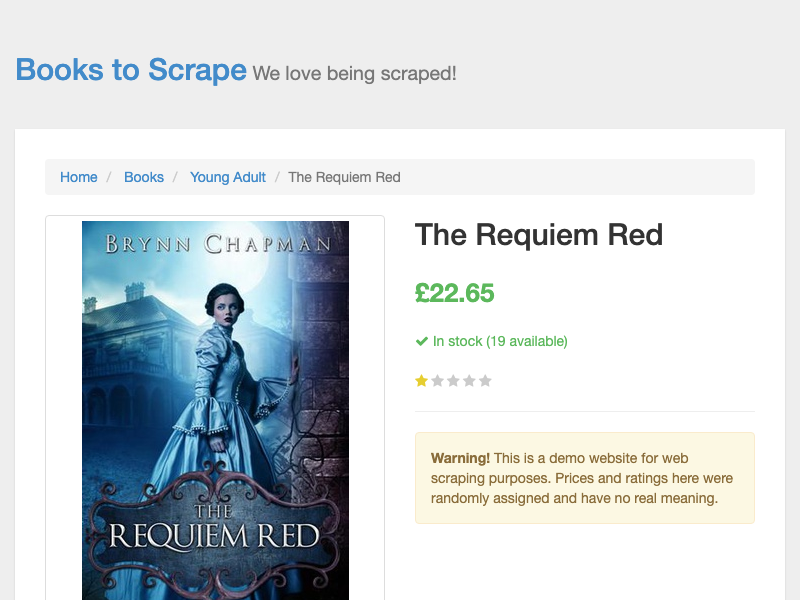 Books to Scrape We love being scraped!
Home / Books / Young Adult / The Requiem Red
BRYNN CHAPMAN
THE
REQUIEM RED
The Requiem Red
£22.65
In stock (19 available)
Warning! This is a demo website for web
scraping purposes. Prices and ratings here were
randomly assigned and have no real meaning.